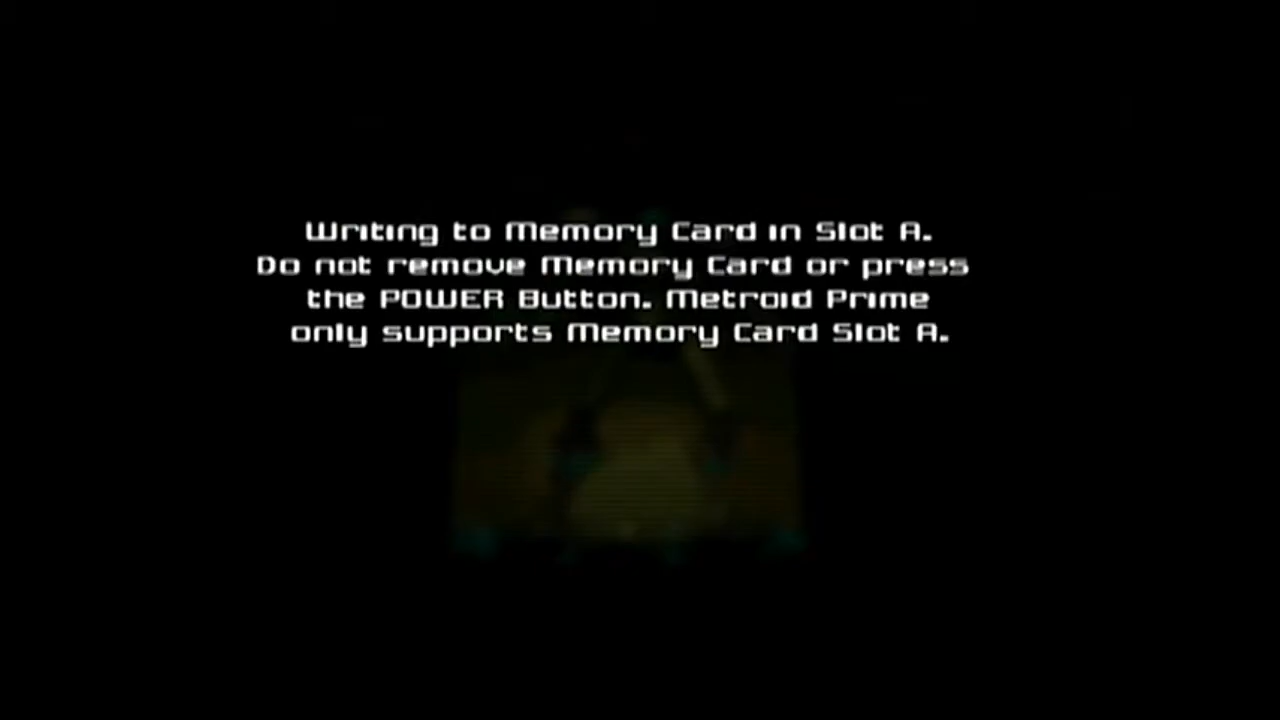 Writing to Memory Card in Slot A.
Do not remove Memory Card or press
the POWER Button. Metroid Prime
only supports Memory Card Slot A.